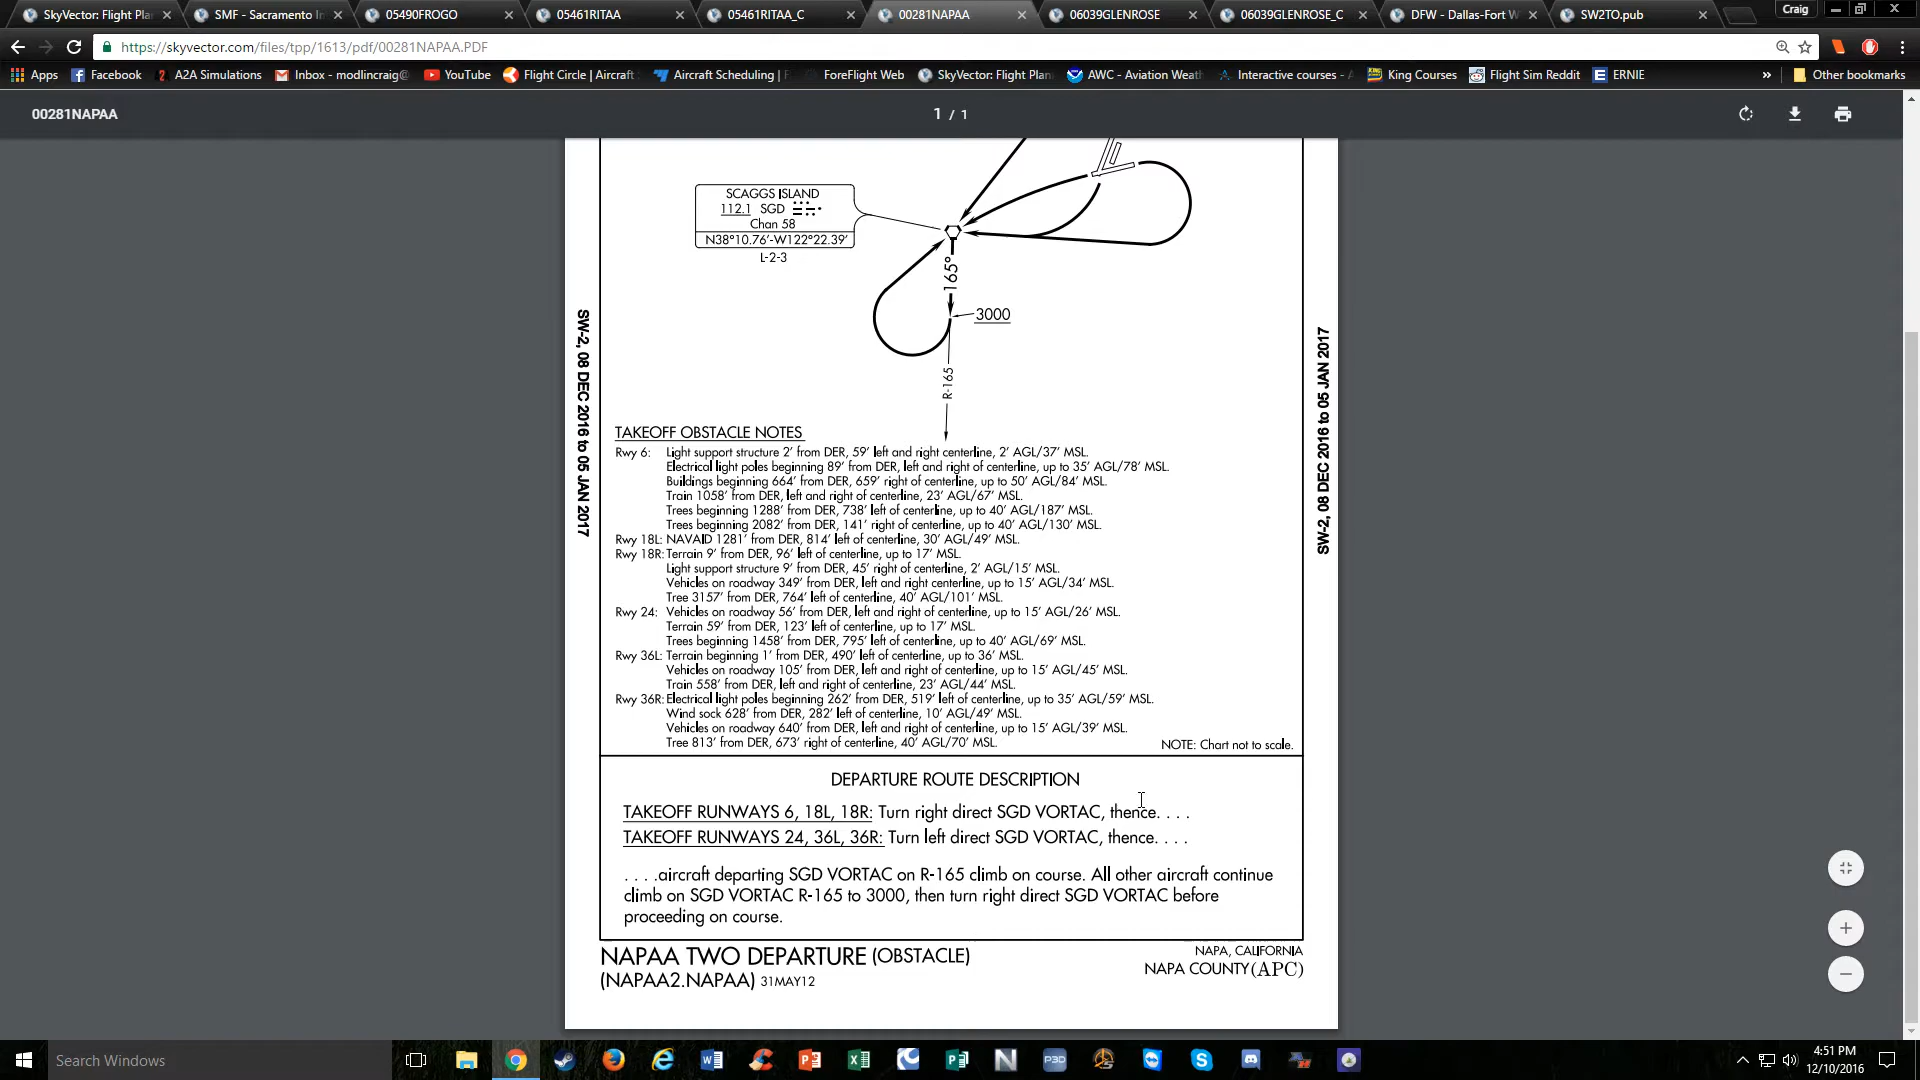 SkyVector: Flight Plan
SMF - Sacramento In
05490FROGO
05461RITAA
05461RITAA_C
00281NAPAA
06039GLENROSE
06039GLENROSE_C
DFW - Dallas-Fort W
SW2TO.pub
Craig
https://skyvector.com/files/tpp/1613/pdf/00281NAPAA.PDF
Apps
Facebook
A2A Simulations
Inbox - modlincraig@
YouTube
Flight Circle | Aircraft
Aircraft Scheduling | F
ForeFlight Web
SkyVector: Flight Plan
AWC - Aviation Weat
Interactive courses - A
King Courses
Flight Sim Reddit
ERNIE
»
Other bookmarks
00281NAPAA
1 / 1
SCAGGS ISLAND
112.1 SGD
Chan 58
N38°10.76'-W122°22.39'
L-2-3
165°
3000
R-165
SW-2, 08 DEC 2016 to 05 JAN 2017
SW-2, 08 DEC 2016 to 05 JAN 2017
TAKEOFF OBSTACLE NOTES
Rwy 6: Light support structure 2' from DER, 59' left and right centerline, 2' AGL/37' MSL.
Electrical light poles beginning 89' from DER, left and right of centerline, up to 35' AGL/78' MSL.
Buildings beginning 664' from DER, 659' right of centerline, up to 50' AGL/84' MSL.
Train 1058' from DER, left and right of centerline, 23' AGL/67' MSL.
Trees beginning 1288' from DER, 738' left of centerline, up to 40' AGL/187' MSL.
Trees beginning 2082' from DER, 141' right of centerline, up to 40' AGL/130' MSL.
Rwy 18L: NAVAID 1281' from DER, 814' left of centerline, 30' AGL/49' MSL.
Rwy 18R: Terrain 9' from DER, 96' left of centerline, up to 17' MSL.
Light support structure 9' from DER, 45' right of centerline, 2' AGL/15' MSL.
Vehicles on roadway 349' from DER, left and right centerline, up to 15' AGL/34' MSL.
Tree 3157' from DER, 764' left of centerline, 40' AGL/101' MSL.
Rwy 24: Vehicles on roadway 56' from DER, left and right of centerline, up to 15' AGL/26' MSL.
Terrain 59' from DER, 123' left of centerline, up to 17' MSL.
Trees beginning 1458' from DER, 795' left of centerline, up to 40' AGL/69' MSL.
Rwy 36L: Terrain beginning 1' from DER, 490' left of centerline, up to 36' MSL.
Vehicles on roadway 105' from DER, left and right of centerline, up to 15' AGL/45' MSL.
Train 558' from DER, left and right of centerline, 23' AGL/44' MSL.
Rwy 36R: Electrical light poles beginning 262' from DER, 519' left of centerline, up to 35' AGL/59' MSL.
Wind sock 628' from DER, 282' left of centerline, 10' AGL/49' MSL.
Vehicles on roadway 640' from DER, left and right of centerline, up to 15' AGL/39' MSL.
Tree 813' from DER, 673' right of centerline, 40' AGL/70' MSL.
NOTE: Chart not to scale.
DEPARTURE ROUTE DESCRIPTION
TAKEOFF RUNWAYS 6, 18L, 18R: Turn right direct SGD VORTAC, thence. . . .
TAKEOFF RUNWAYS 24, 36L, 36R: Turn left direct SGD VORTAC, thence. . . .
. . . .aircraft departing SGD VORTAC on R-165 climb on course. All other aircraft continue
climb on SGD VORTAC R-165 to 3000, then turn right direct SGD VORTAC before
proceeding on course.
NAPAA TWO DEPARTURE (OBSTACLE)
(NAPAA2.NAPAA) 31MAY12
NAPA, CALIFORNIA
NAPA COUNTY (APC)
Search Windows
P3D
4:51 PM
12/10/2016